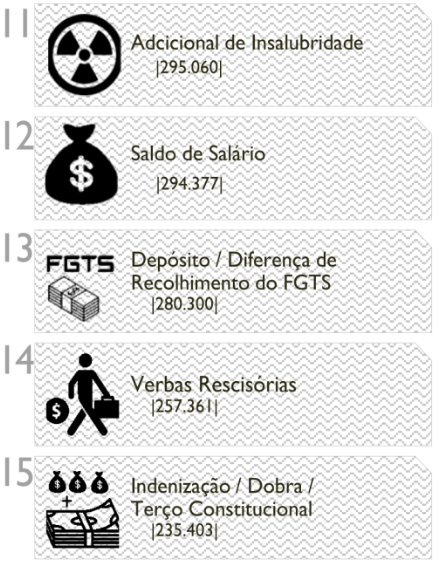 11
Adcicional de Insalubridade
|295.060|
12
$
Saldo de Salário
|294.377|
13
FGTS
Depósito / Diferença de
Recolhimento do FGTS
|280.300|
14
$
Verbas Rescisórias
|257.361|
15
$ $ $
+
Indenização / Dobra /
Terço Constitucional
|235.403|